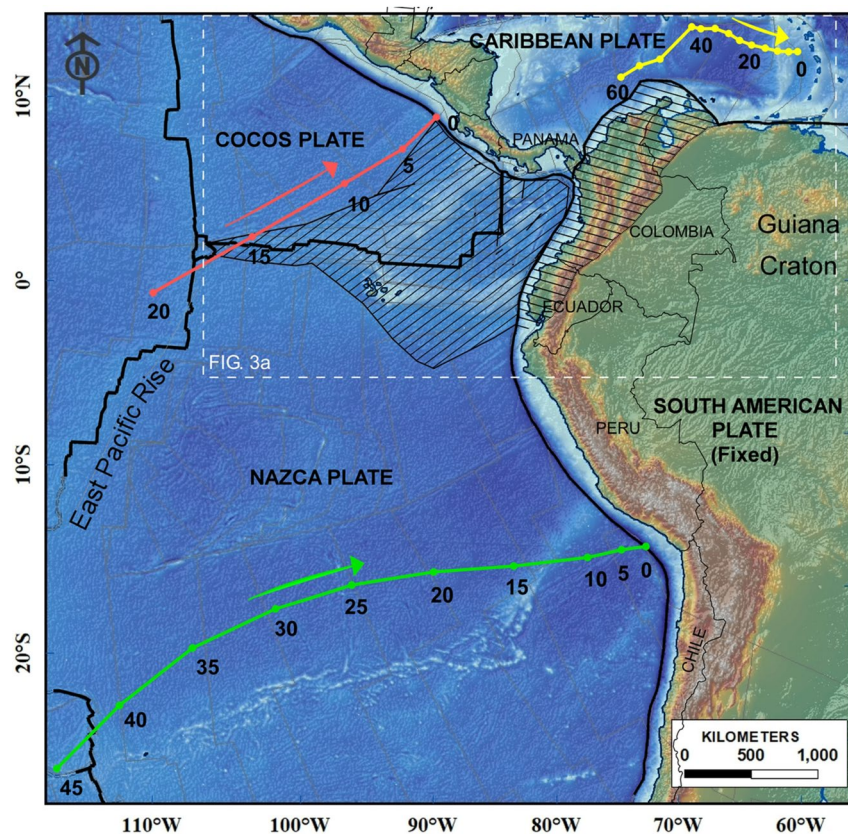 N
CARIBBEAN PLATE
40
20
0
60
10°N
COCOS PLATE
0
PANAMA
5
10
COLOMBIA
Guiana
Craton
15
0°
20
ECUADOR
FIG. 3a
East Pacific Rise
SOUTH AMERICAN
PLATE
(Fixed)
PERU
10°S
NAZCA PLATE
0
5
10
15
20
25
30
35
20°S
CHILE
40
45
KILOMETERS
0 500 1,000
110°W 100°W 90°W 80°W 70°W 60°W